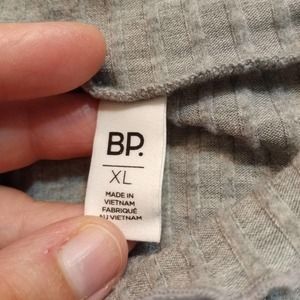 BP.
XL
MADE IN
VIETNAM
FABRIQUÉ
AU VIETNAM